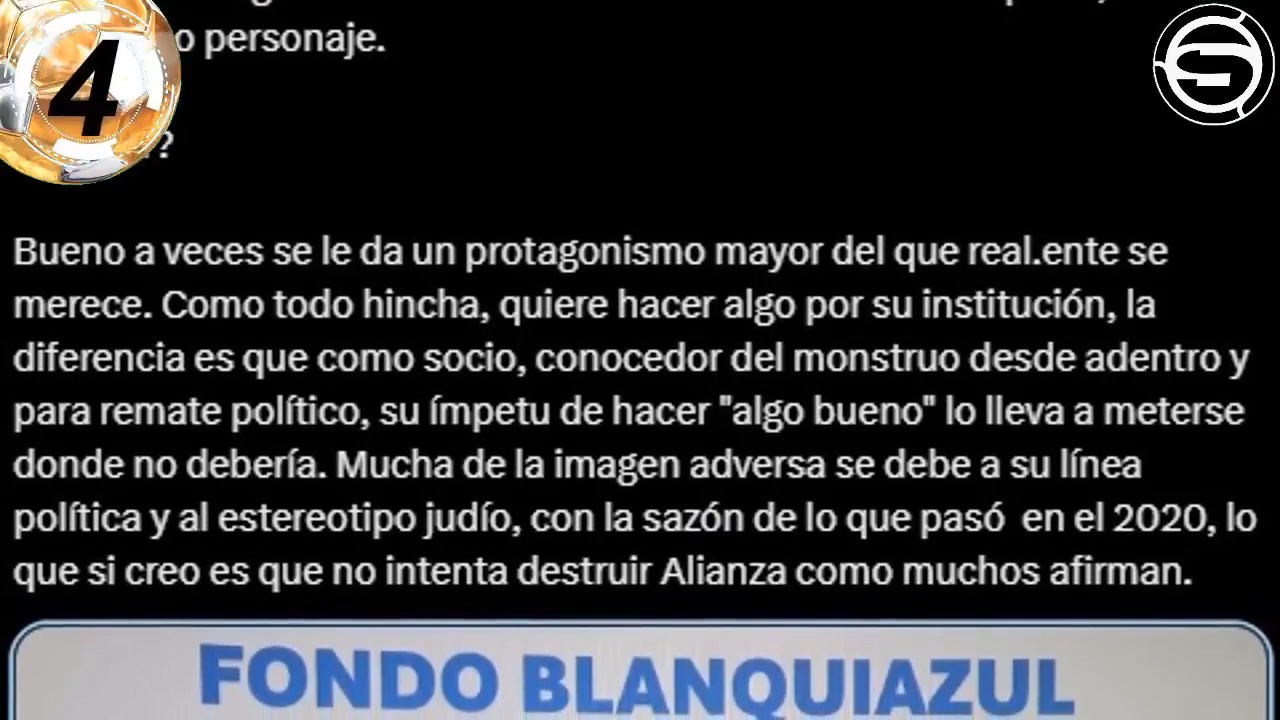 o personaje.
4
?
Bueno a veces se le da un protagonismo mayor del que real.ente se
merece. Como todo hincha, quiere hacer algo por su institución, la
diferencia es que como socio, conocedor del monstruo desde adentro y
para remate político, su ímpetu de hacer "algo bueno" lo lleva a meterse
donde no debería. Mucha de la imagen adversa se debe a su línea
política y al estereotipo judío, con la sazón de lo que pasó  en el 2020, lo
que si creo es que no intenta destruir Alianza como muchos afirman.
FONDO BLANQUIAZUL